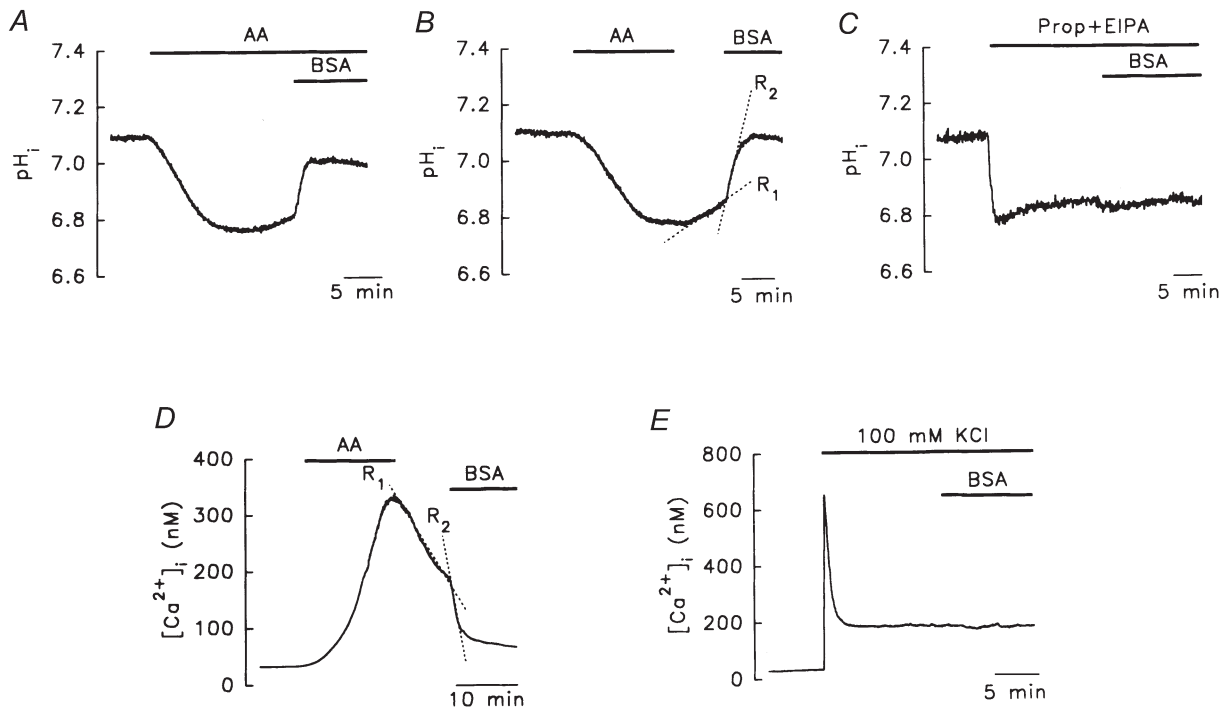 A
AA
BSA
7.4
7.2
7.0
6.8
6.6
pHi
5 min
B
AA
BSA
R2
R1
7.4
7.2
7.0
6.8
6.6
pHi
5 min
C
Prop+EIPA
BSA
7.4
7.2
7.0
6.8
6.6
pHi
5 min
D
AA
BSA
R1
R2
400
300
200
100
0
[Ca2+]i (nM)
10 min
E
100 mM KCl
BSA
800
600
400
200
0
[Ca2+]i (nM)
5 min